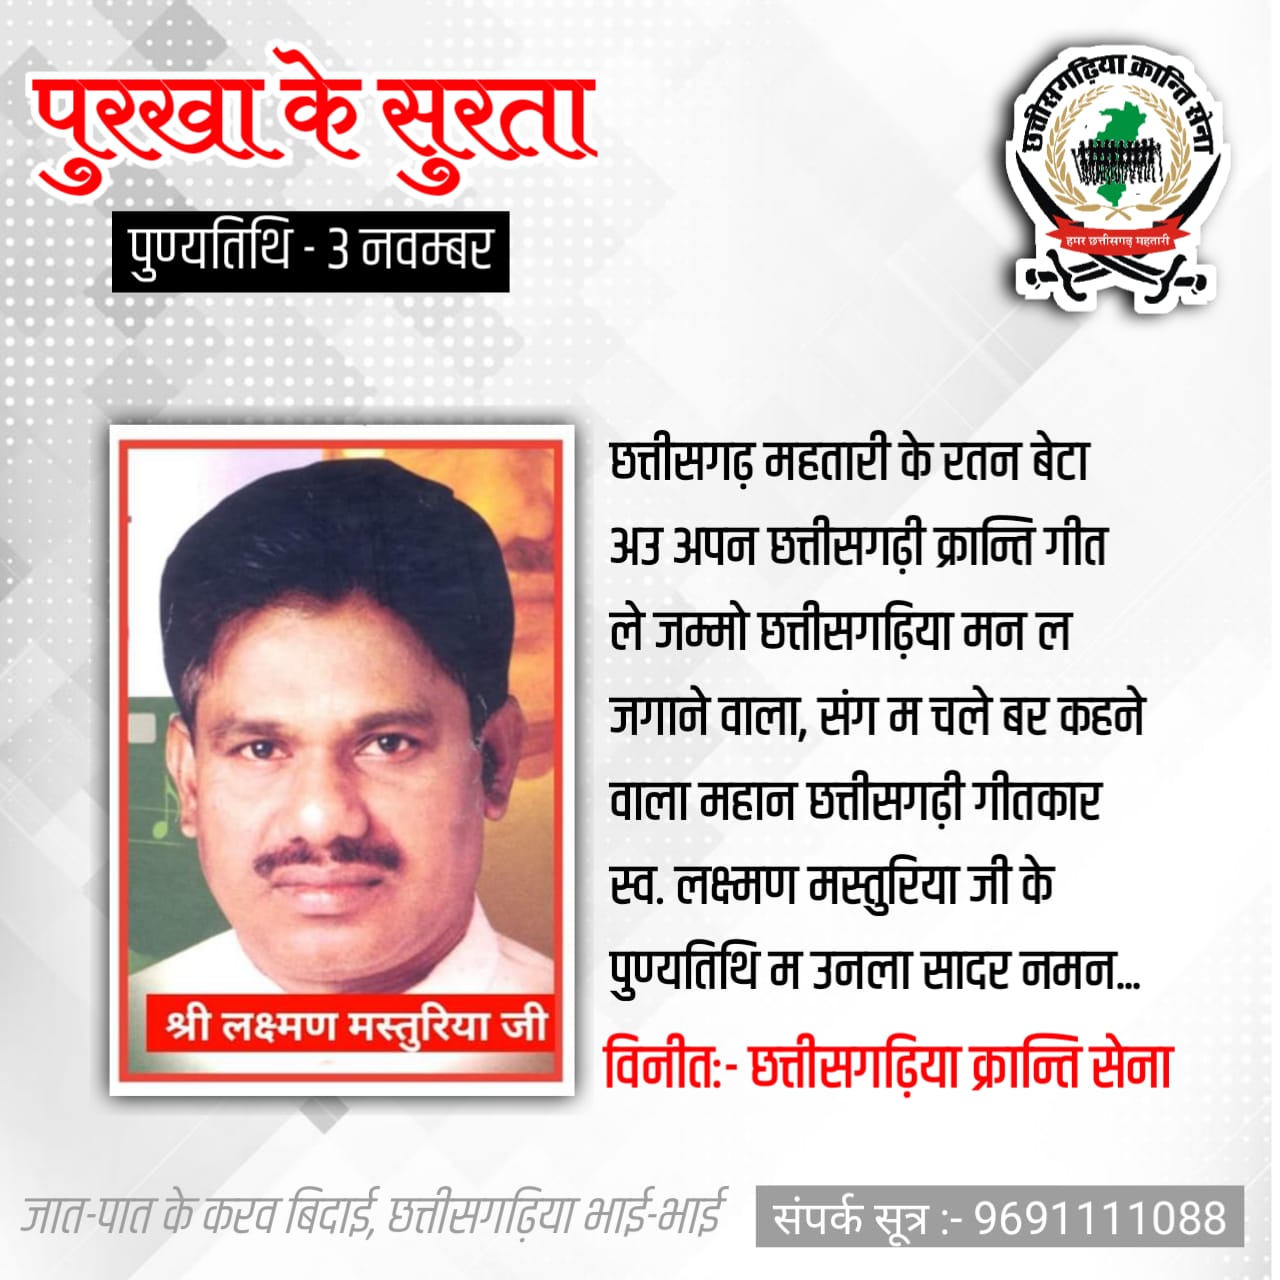 पुरखा के सुरता
पुण्यतिथि - 3 नवम्बर
छत्तीसगढ़िया क्रान्ति सेना
हमर छत्तीसगढ़ महतारी
छत्तीसगढ़ महतारी के रतन बेटा
अउ अपन छत्तीसगढ़ी क्रान्ति गीत
ले जम्मो छत्तीसगढ़िया मन ल
जगाने वाला, संग म चले बर कहने
वाला महान छत्तीसगढ़ी गीतकार
स्व. लक्ष्मण मस्तुरिया जी के
पुण्यतिथि म उनला सादर नमन...
विनीत:- छत्तीसगढ़िया क्रान्ति सेना
श्री लक्ष्मण मस्तुरिया जी
जात-पात के करव बिदाई, छत्तीसगढ़िया भाई-भाई
संपर्क सूत्र :- 9691111088